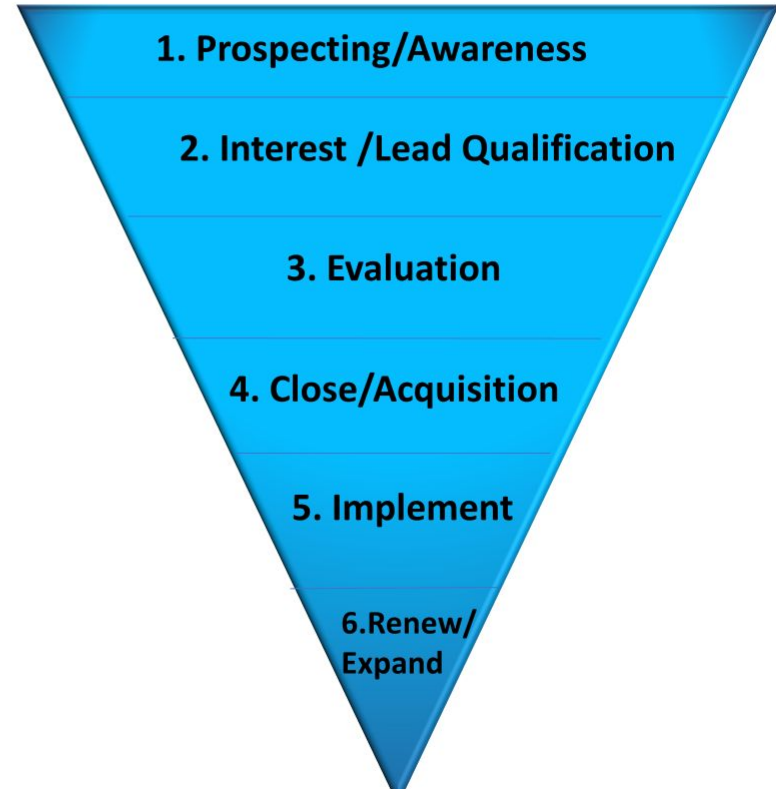 1. Prospecting/Awareness
2. Interest /Lead Qualification
3. Evaluation
4. Close/Acquisition
5. Implement
6.Renew/
Expand